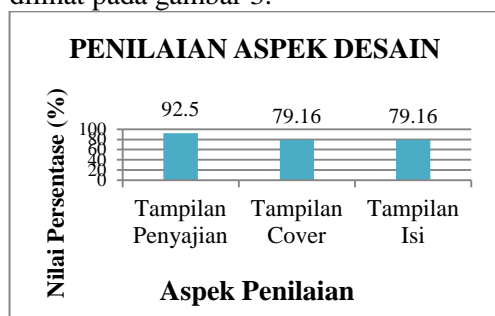 dilihat pada gambar 3.
PENILAIAN ASPEK DESAIN
Nilai Persentase (%)
100
80
60
40
20
0
92.5 79.16 79.16
Tampilan Penyajian
Tampilan Cover
Tampilan Isi
Aspek Penilaian